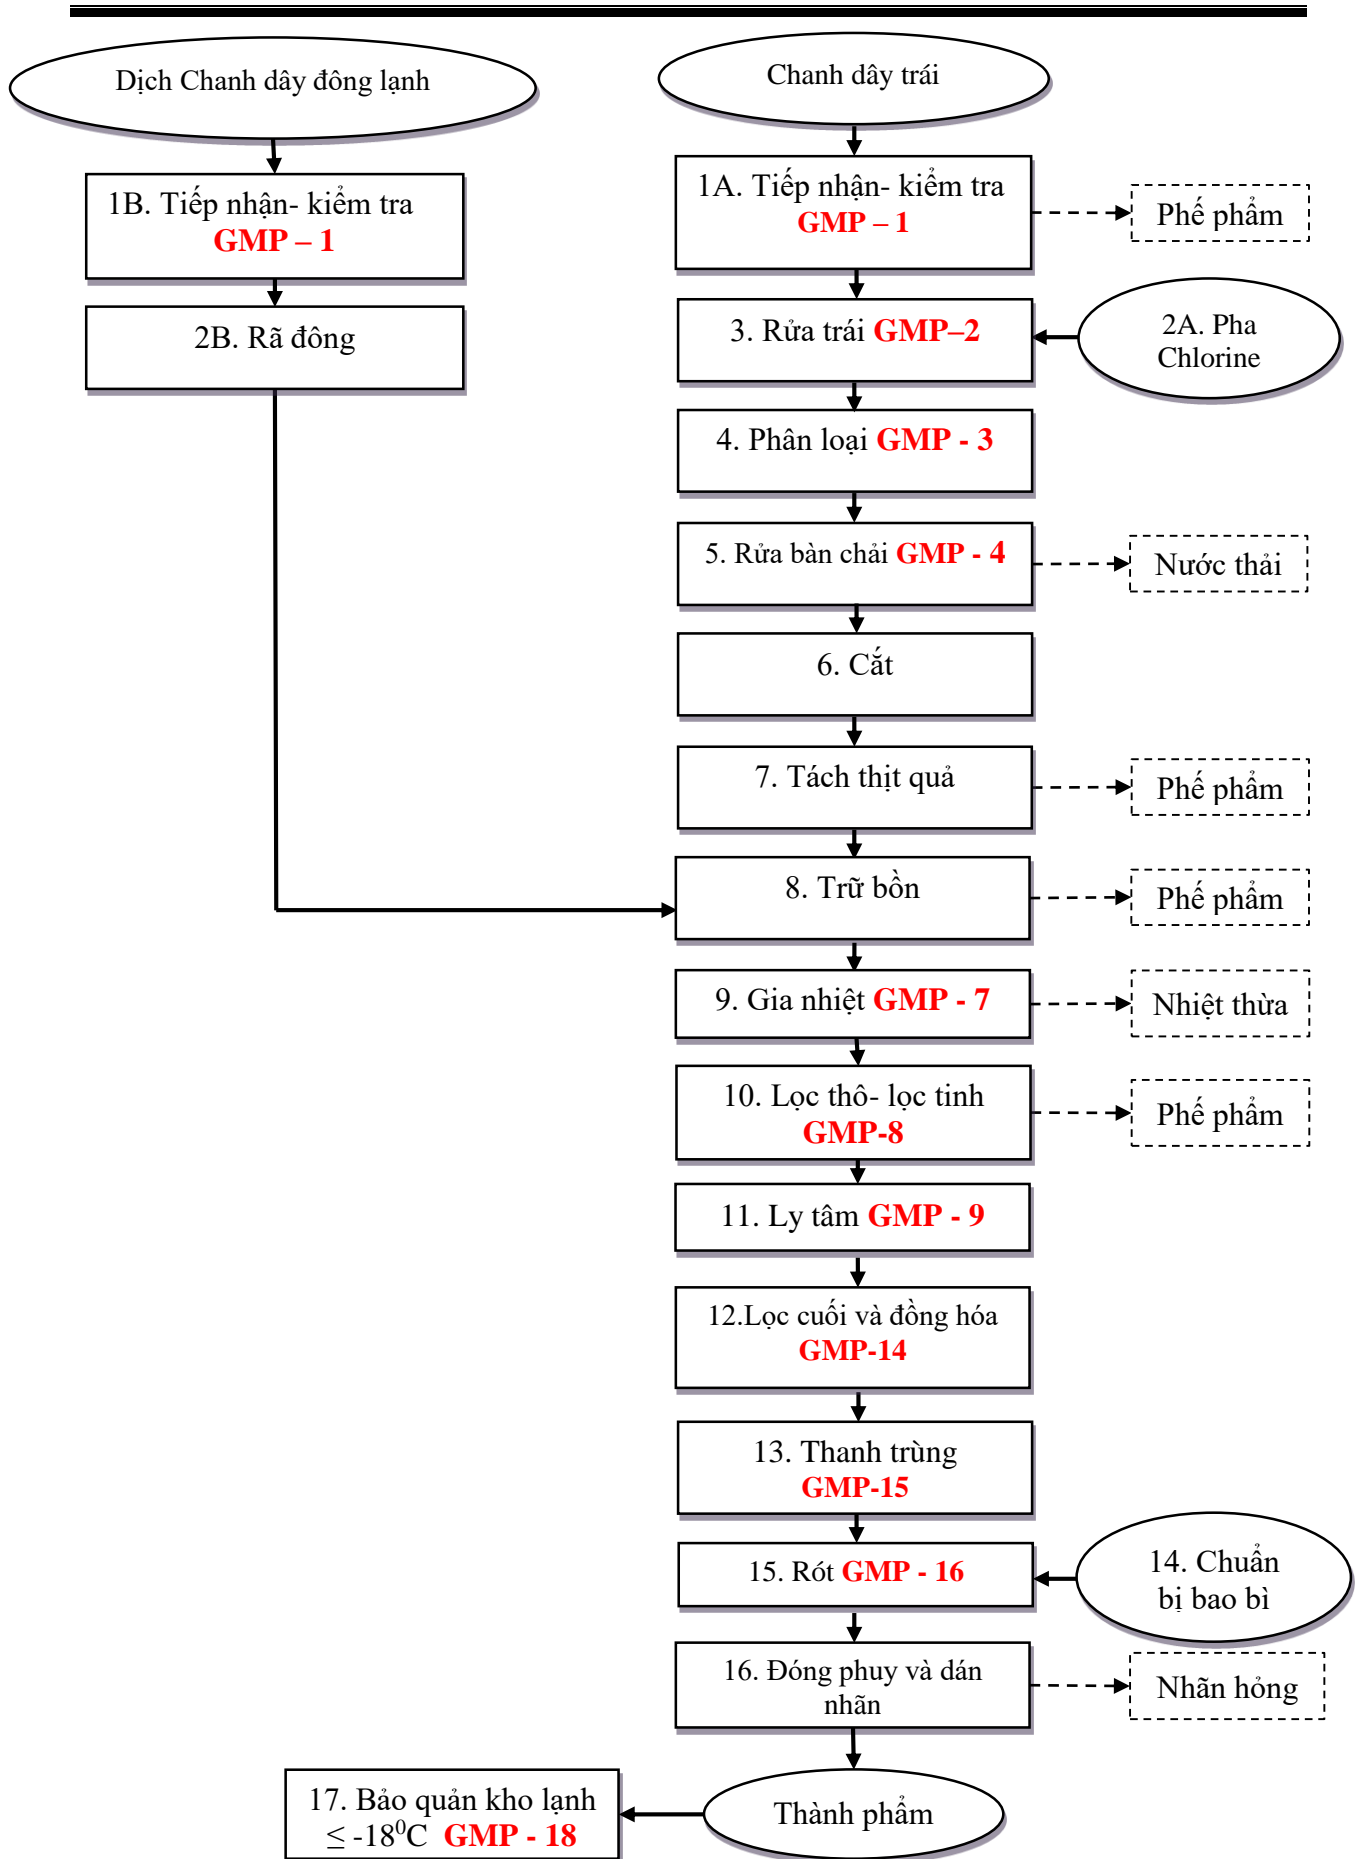 Dịch Chanh dây đông lạnh
Chanh dây trái
1B. Tiếp nhận- kiểm tra
GMP – 1
1A. Tiếp nhận- kiểm tra
GMP – 1
Phế phẩm
2B. Rã đông
3. Rửa trái GMP–2
2A. Pha
Chlorine
4. Phân loại GMP - 3
5. Rửa bàn chải GMP - 4
Nước thải
6. Cắt
7. Tách thịt quả
Phế phẩm
8. Trữ bồn
Phế phẩm
9. Gia nhiệt GMP - 7
Nhiệt thừa
10. Lọc thô- lọc tinh
GMP-8
Phế phẩm
11. Ly tâm GMP - 9
12.Lọc cuối và đồng hóa
GMP-14
13. Thanh trùng
GMP-15
15. Rót GMP - 16
14. Chuẩn
bị bao bì
16. Đóng phuy và dán
nhãn
Nhãn hỏng
17. Bảo quản kho lạnh
≤ -18⁰C GMP - 18
Thành phẩm